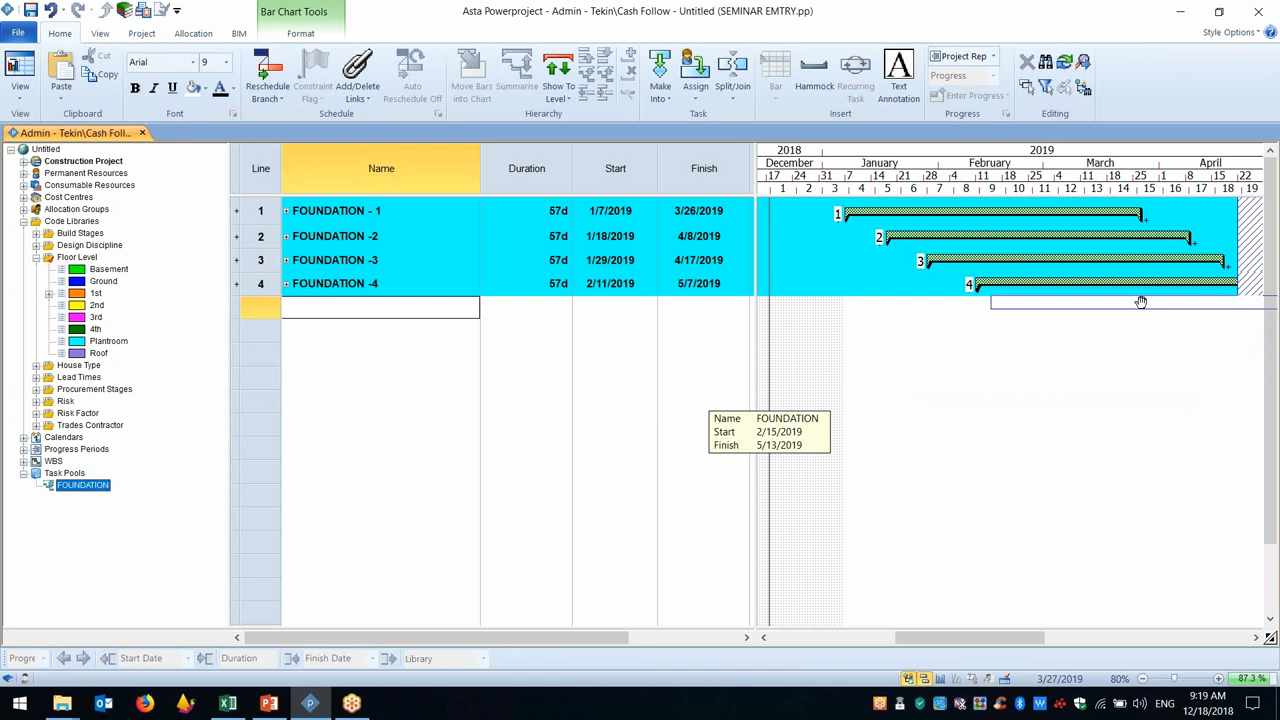 Bar Chart Tools
Asta Powerproject - Admin - Tekin\Cash Follow - Untitled (SEMINAR EMTRY.pp)
File Home View Project Allocation BIM Format Style Options
View Paste Cut Copy Arial 9 B I U A
Reschedule Branch Constraint Flag Add/Delete Links Auto Reschedule Off
Move Bars into Chart Summarise Show To Level Make Into Assign Split/Join
Bar Hammock Recurring Task Text Annotation
Project Rep
Progress
Enter Progress
View Clipboard Font Schedule Hierarchy Task Insert Progress Editing
Admin - Tekin\Cash Foll...
Untitled
Construction Project
Permanent Resources
Consumable Resources
Cost Centres
Allocation Groups
Code Libraries
Build Stages
Design Discipline
Floor Level
Basement
Ground
1st
2nd
3rd
4th
Plantroom
Roof
House Type
Lead Times
Procurement Stages
Risk
Risk Factor
Trades Contractor
Calendars
Progress Periods
WBS
Task Pools
FOUNDATION
Line Name Duration Start Finish
1 FOUNDATION - 1 57d 1/7/2019 3/26/2019
2 FOUNDATION -2 57d 1/18/2019 4/8/2019
3 FOUNDATION -3 57d 1/29/2019 4/17/2019
4 FOUNDATION -4 57d 2/11/2019 5/7/2019
2018 2019
December January February March April
17 24 31 7 14 21 28 4 11 18 25 4 11 18 25 1 8 15 22
1 2 3 4 5 6 7 8 9 10 11 12 13 14 15 16 17 18 19
1
2
3
4
Name FOUNDATION
Start 2/15/2019
Finish 5/13/2019
Progre Start Date Duration Finish Date Library
3/27/2019 80% 87.3 %
9:19 AM
12/18/2018